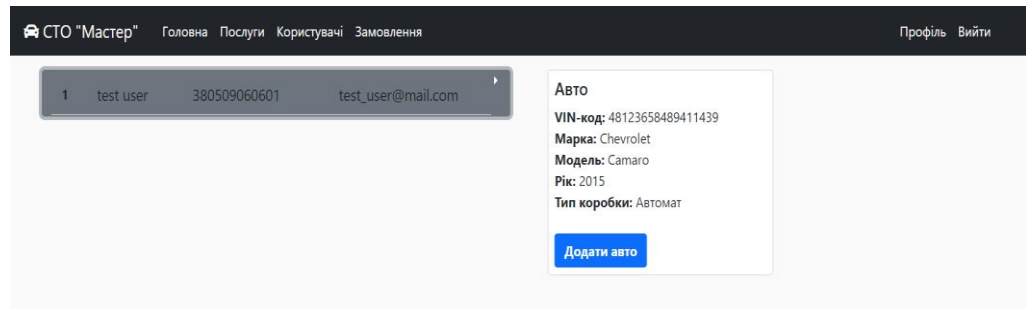 СТО "Мастер" Головна Послуги Користувачі Замовлення Профіль Вийти
1 test user 380509060601 test_user@mail.com
Авто
VIN-код: 48123658489411439
Марка: Chevrolet
Модель: Camaro
Рік: 2015
Тип коробки: Автомат
Додати авто